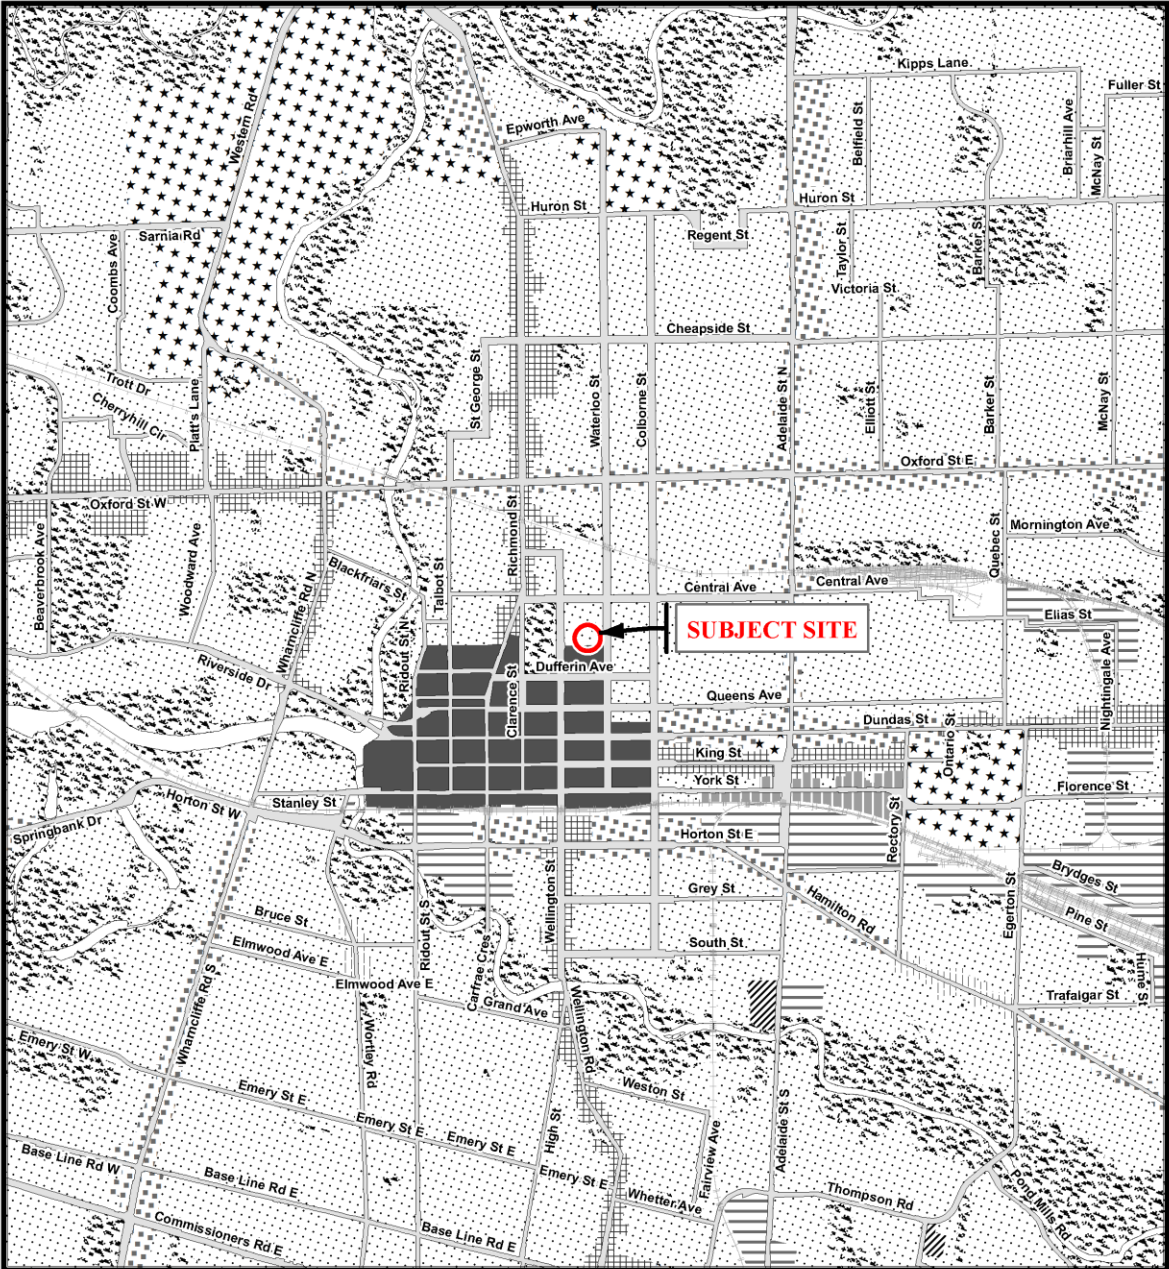 Kipps Lane
Fuller St
Western Rd
Epworth Ave
Belfield St
Briarhill Ave
McNay St
Huron St
Huron St
Regent St
Sarnia Rd
Coombs Ave
Taylor St
Barker St
Victoria St
Cheapside St
St George St
Trott Dr
Cherryhill Cir
Platt's Lane
Waterloo St
Colborne St
Adelaide St N
Elliott St
Barker St
McNay St
Oxford St E
Oxford St W
Beaverbrook Ave
Woodward Ave
Wharncliffe Rd N
Blackfriars St
Talbot St
Richmond St
Quebec St
Mornington Ave
Central Ave
Central Ave
Elias St
Nightingale Ave
SUBJECT SITE
Riverside Dr
Ridout St N
Dufferin Ave
Clarence St
Queens Ave
Dundas St
Ontario St
King St
York St
Florence St
Horton St W
Stanley St
Springbank Dr
Horton St E
Rectory St
Wellington St
Grey St
Hamilton Rd
Egerton St
Brydges St
Pine St
Bruce St
Elmwood Ave E
Ridout St S
South St
Hume St
Elmwood Ave E
Carfrae Cres
Grand Ave
Trafalgar St
Wharncliffe Rd S
Wortley Rd
Wellington Rd
Emery St W
Weston St
Emery St E
Emery St E
Emery St E
High St
Fairview Ave
Adelaide St S
Base Line Rd W
Base Line Rd E
Emery St E
Whetter Ave
Thompson Rd
Pond Mills Rd
Commissioners Rd E
Base Line Rd E